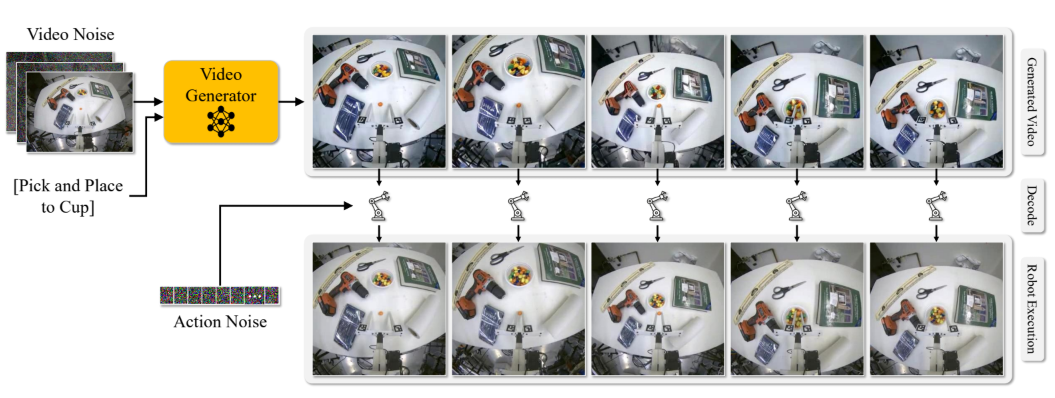 Video Noise
Video
Generator
[Pick and Place
to Cup]
Action Noise
Generated Video
Decode
Robot Execution